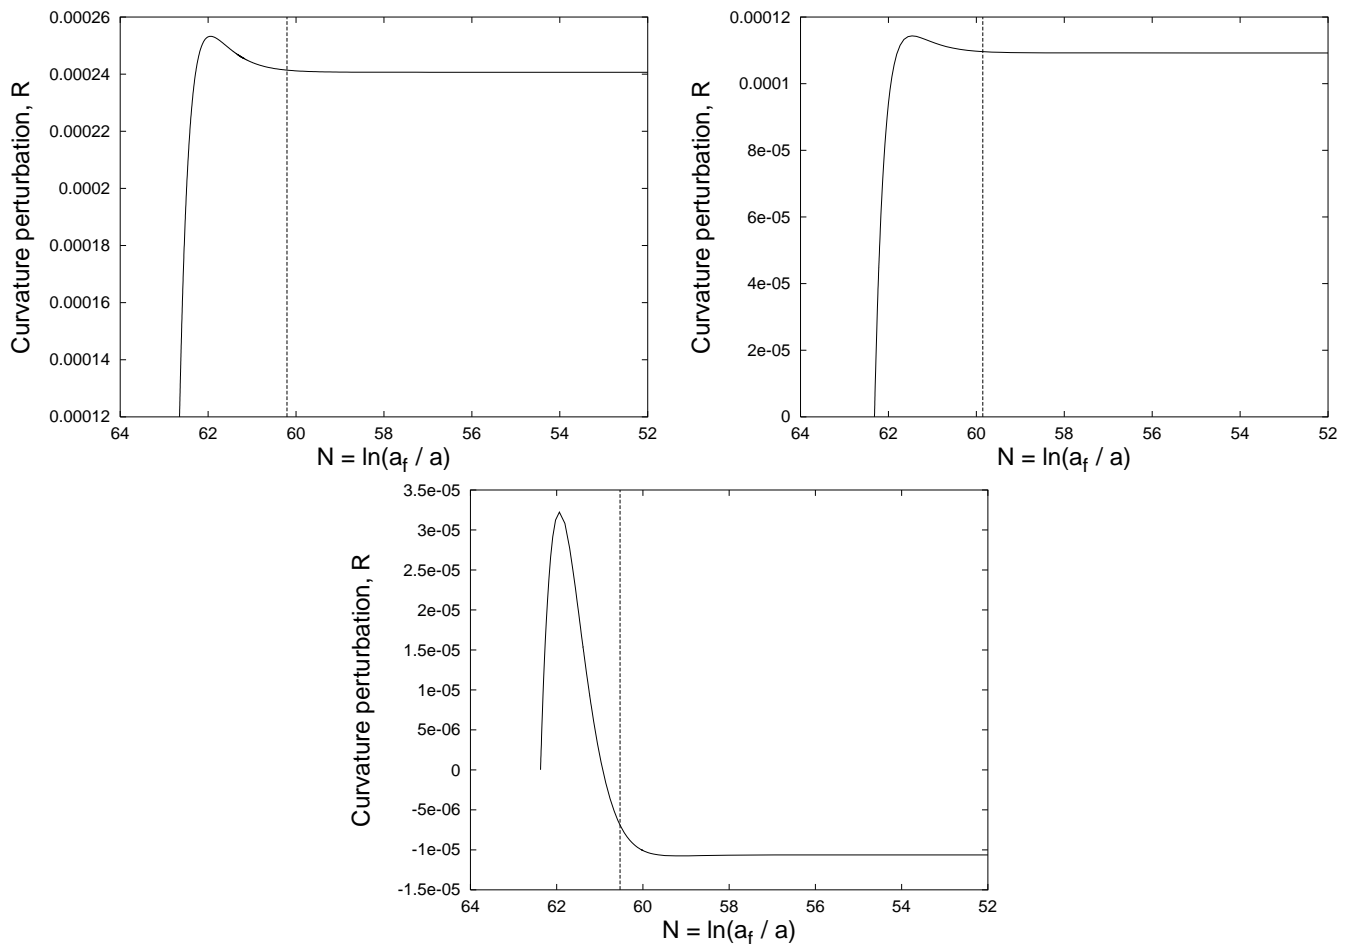 Curvature perturbation, R
0.00026
0.00024
0.00022
0.0002
0.00018
0.00016
0.00014
0.00012
64 62 60 58 56 54 52
N = ln(a_f / a)
Curvature perturbation, R
0.00012
0.0001
8e-05
6e-05
4e-05
2e-05
0
64 62 60 58 56 54 52
N = ln(a_f / a)
Curvature perturbation, R
3.5e-05
3e-05
2.5e-05
2e-05
1.5e-05
1e-05
5e-06
0
-5e-06
-1e-05
-1.5e-05
64 62 60 58 56 54 52
N = ln(a_f / a)